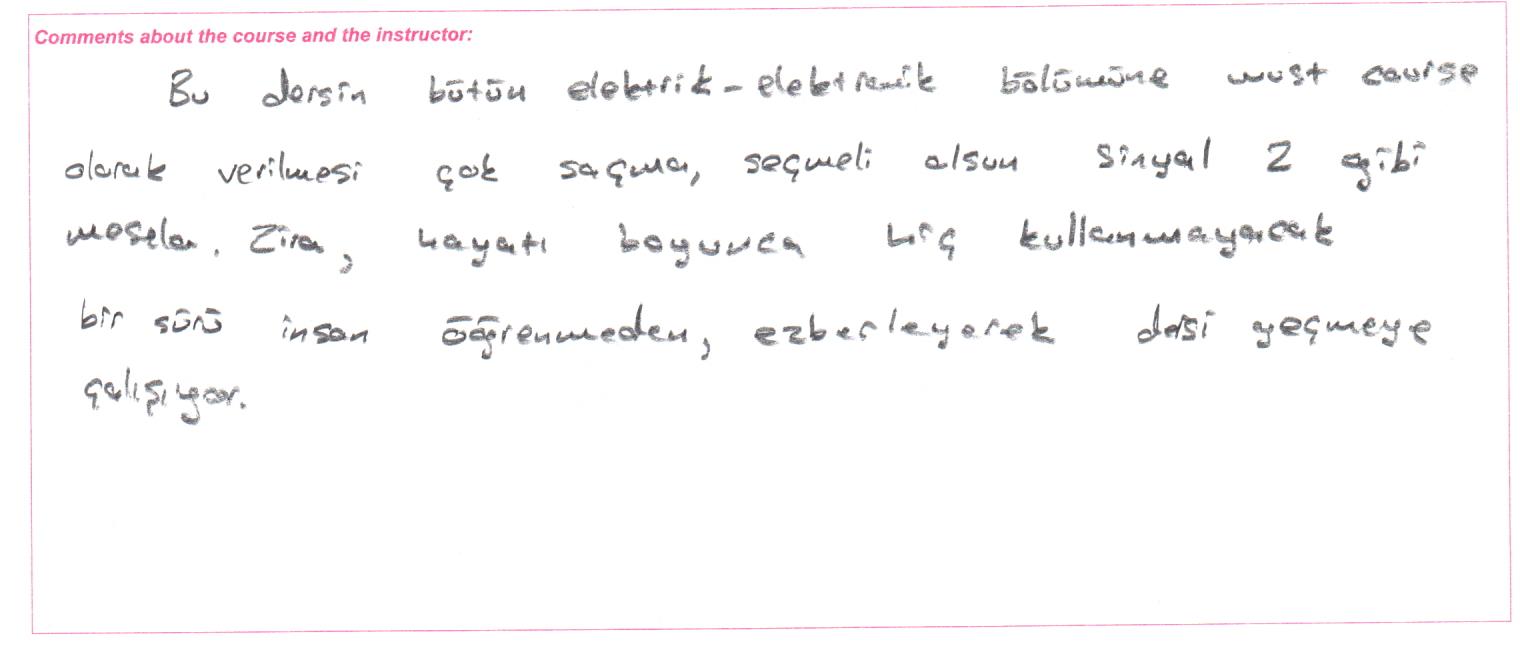 Comments about the course and the instructor:
Bu dersin bütün elektrik-elektronik bölümüne must course
olarak verilmesi çok saçma, seçmeli olsun Sinyal 2 gibi
mesela. Zira, hayatı boyunca hiç kullanmayacak
bir sürü insan öğrenmeden, ezberleyerek dersi geçmeye
çalışıyor.